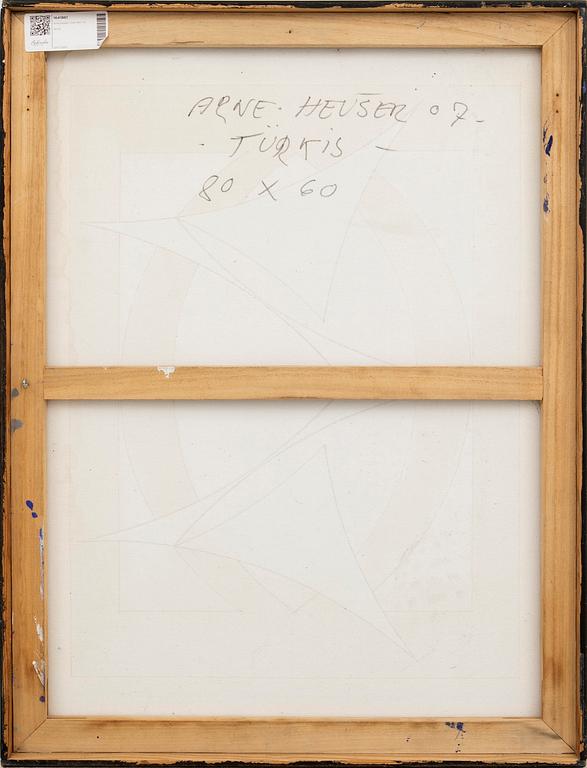 ARNE. HEUSER 07-
- TÜRKIS -
80 X 60